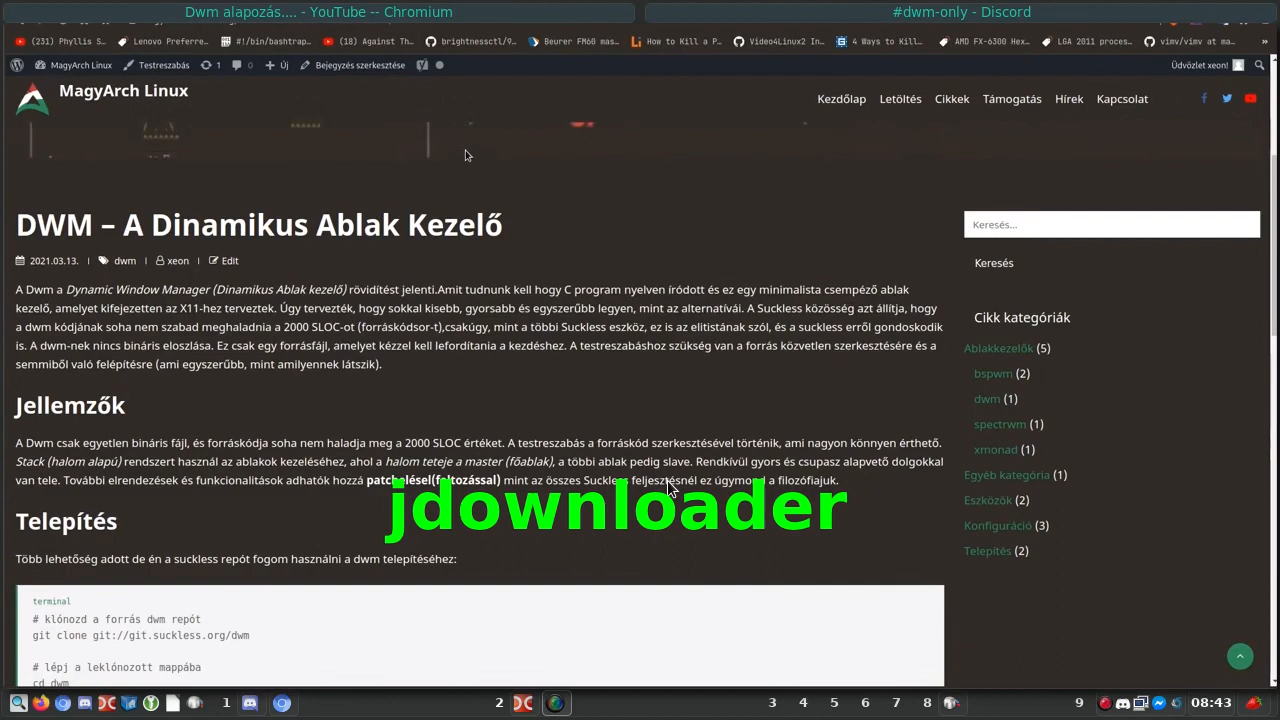 Dwm alapozás.... - YouTube -- Chromium
#dwm-only - Discord
(231) Phyllis S...
Lenovo Preferre...
#!/bin/bashtrap...
(18) Against Th...
brightnessctl/9...
Beurer FM60 mas...
How to Kill a P...
Video4Linux2 In...
4 Ways to Kill...
AMD FX-6300 Hex...
LGA 2011 proces...
vimv/vimv at ma...
»
MagyArch Linux
Testreszabás
1
0
Új
Bejegyzés szerkesztése
Üdvözlet xeon!
MagyArch Linux
Kezdőlap
Letöltés
Cikkek
Támogatás
Hírek
Kapcsolat
DWM – A Dinamikus Ablak Kezelő
2021.03.13. | dwm | xeon | Edit
A Dwm a Dynamic Window Manager (Dinamikus Ablak kezelő) rövidítést jelenti.Amit tudnunk kell hogy C program nyelven íródott és ez egy minimalista csempéző ablak
kezelő, amelyet kifejezetten az X11-hez terveztek. Úgy tervezték, hogy sokkal kisebb, gyorsabb és egyszerűbb legyen, mint az alternatívái. A Suckless közösség azt állítja, hogy
a dwm kódjának soha nem szabad meghaladnia a 2000 SLOC-ot (forráskódsor-t),csakúgy, mint a többi Suckless eszköz, ez is az elitistának szól, és a suckless erről gondoskodik
is. A dwm-nek nincs bináris eloszlása. Ez csak egy forrásfájl, amelyet kézzel kell lefordítania a kezdéshez. A testreszabáshoz szükség van a forrás közvetlen szerkesztésére és a
semmiből való felépítésre (ami egyszerűbb, mint amilyennek látszik).
Jellemzők
A Dwm csak egyetlen bináris fájl, és forráskódja soha nem haladja meg a 2000 SLOC értéket. A testreszabás a forráskód szerkesztésével történik, ami nagyon könnyen érthető.
Stack (halom alapú) rendszert használ az ablakok kezeléséhez, ahol a halom teteje a master (főablak), a többi ablak pedig slave. Rendkívül gyors és csupasz alapvető dolgokkal
van tele. További elrendezések és funkcionalitások adhatók hozzá patchelésel(foltozással) mint az összes Suckless feljesztésnél ez úgymond a filozófiajuk.
jdownloader
Telepítés
Több lehetőség adott de én a suckless repót fogom használni a dwm telepítéséhez:
terminal
# klónozd a forrás dwm repót
git clone git://git.suckless.org/dwm
# lépj a leklónozott mappába
cd dwm
Keresés...
Keresés
Cikk kategóriák
Ablakkezelők (5)
bspwm (2)
dwm (1)
spectrwm (1)
xmonad (1)
Egyéb kategória (1)
Eszközök (2)
Konfiguráció (3)
Telepítés (2)
1
2
3
4
5
6
7
8
9
08:43